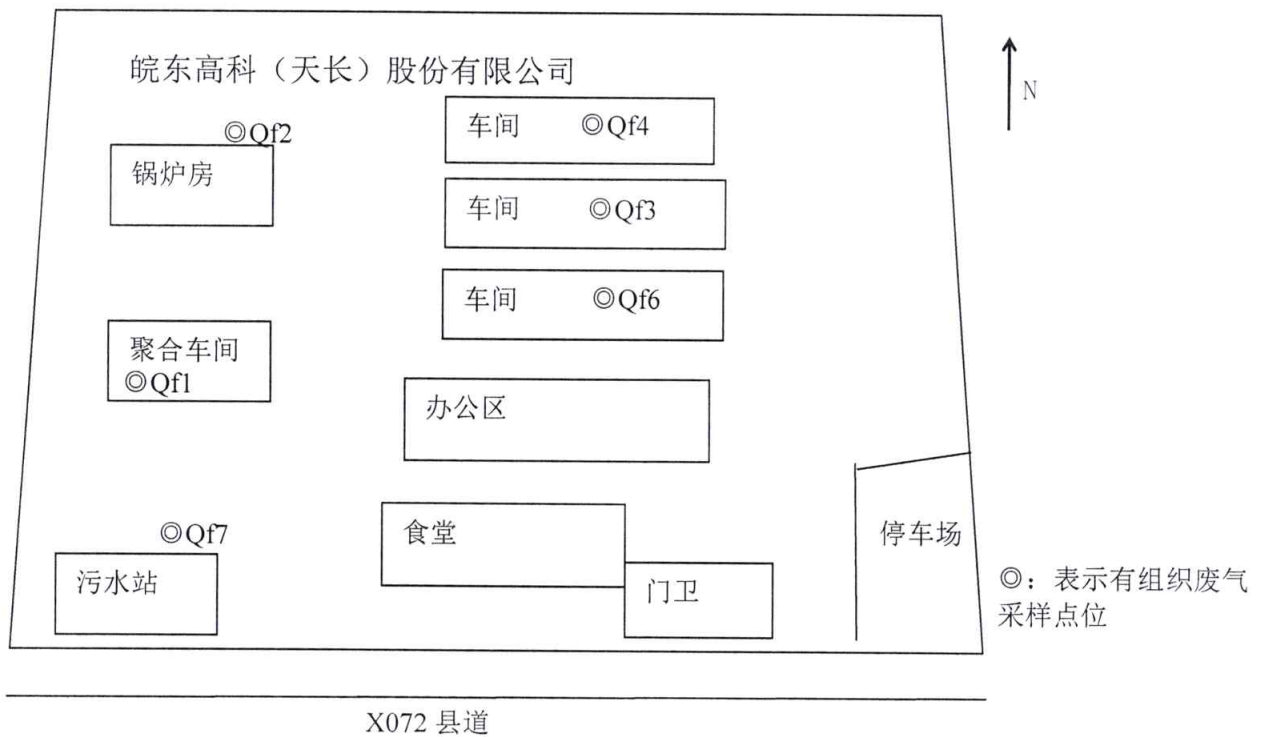 皖东高科（天长）股份有限公司
N
◎Qf2
锅炉房
车间 ◎Qf4
车间 ◎Qf3
车间 ◎Qf6
聚合车间
◎Qf1
办公区
◎Qf7
污水站
食堂
门卫
停车场
◎：表示有组织废气
采样点位
X072 县道